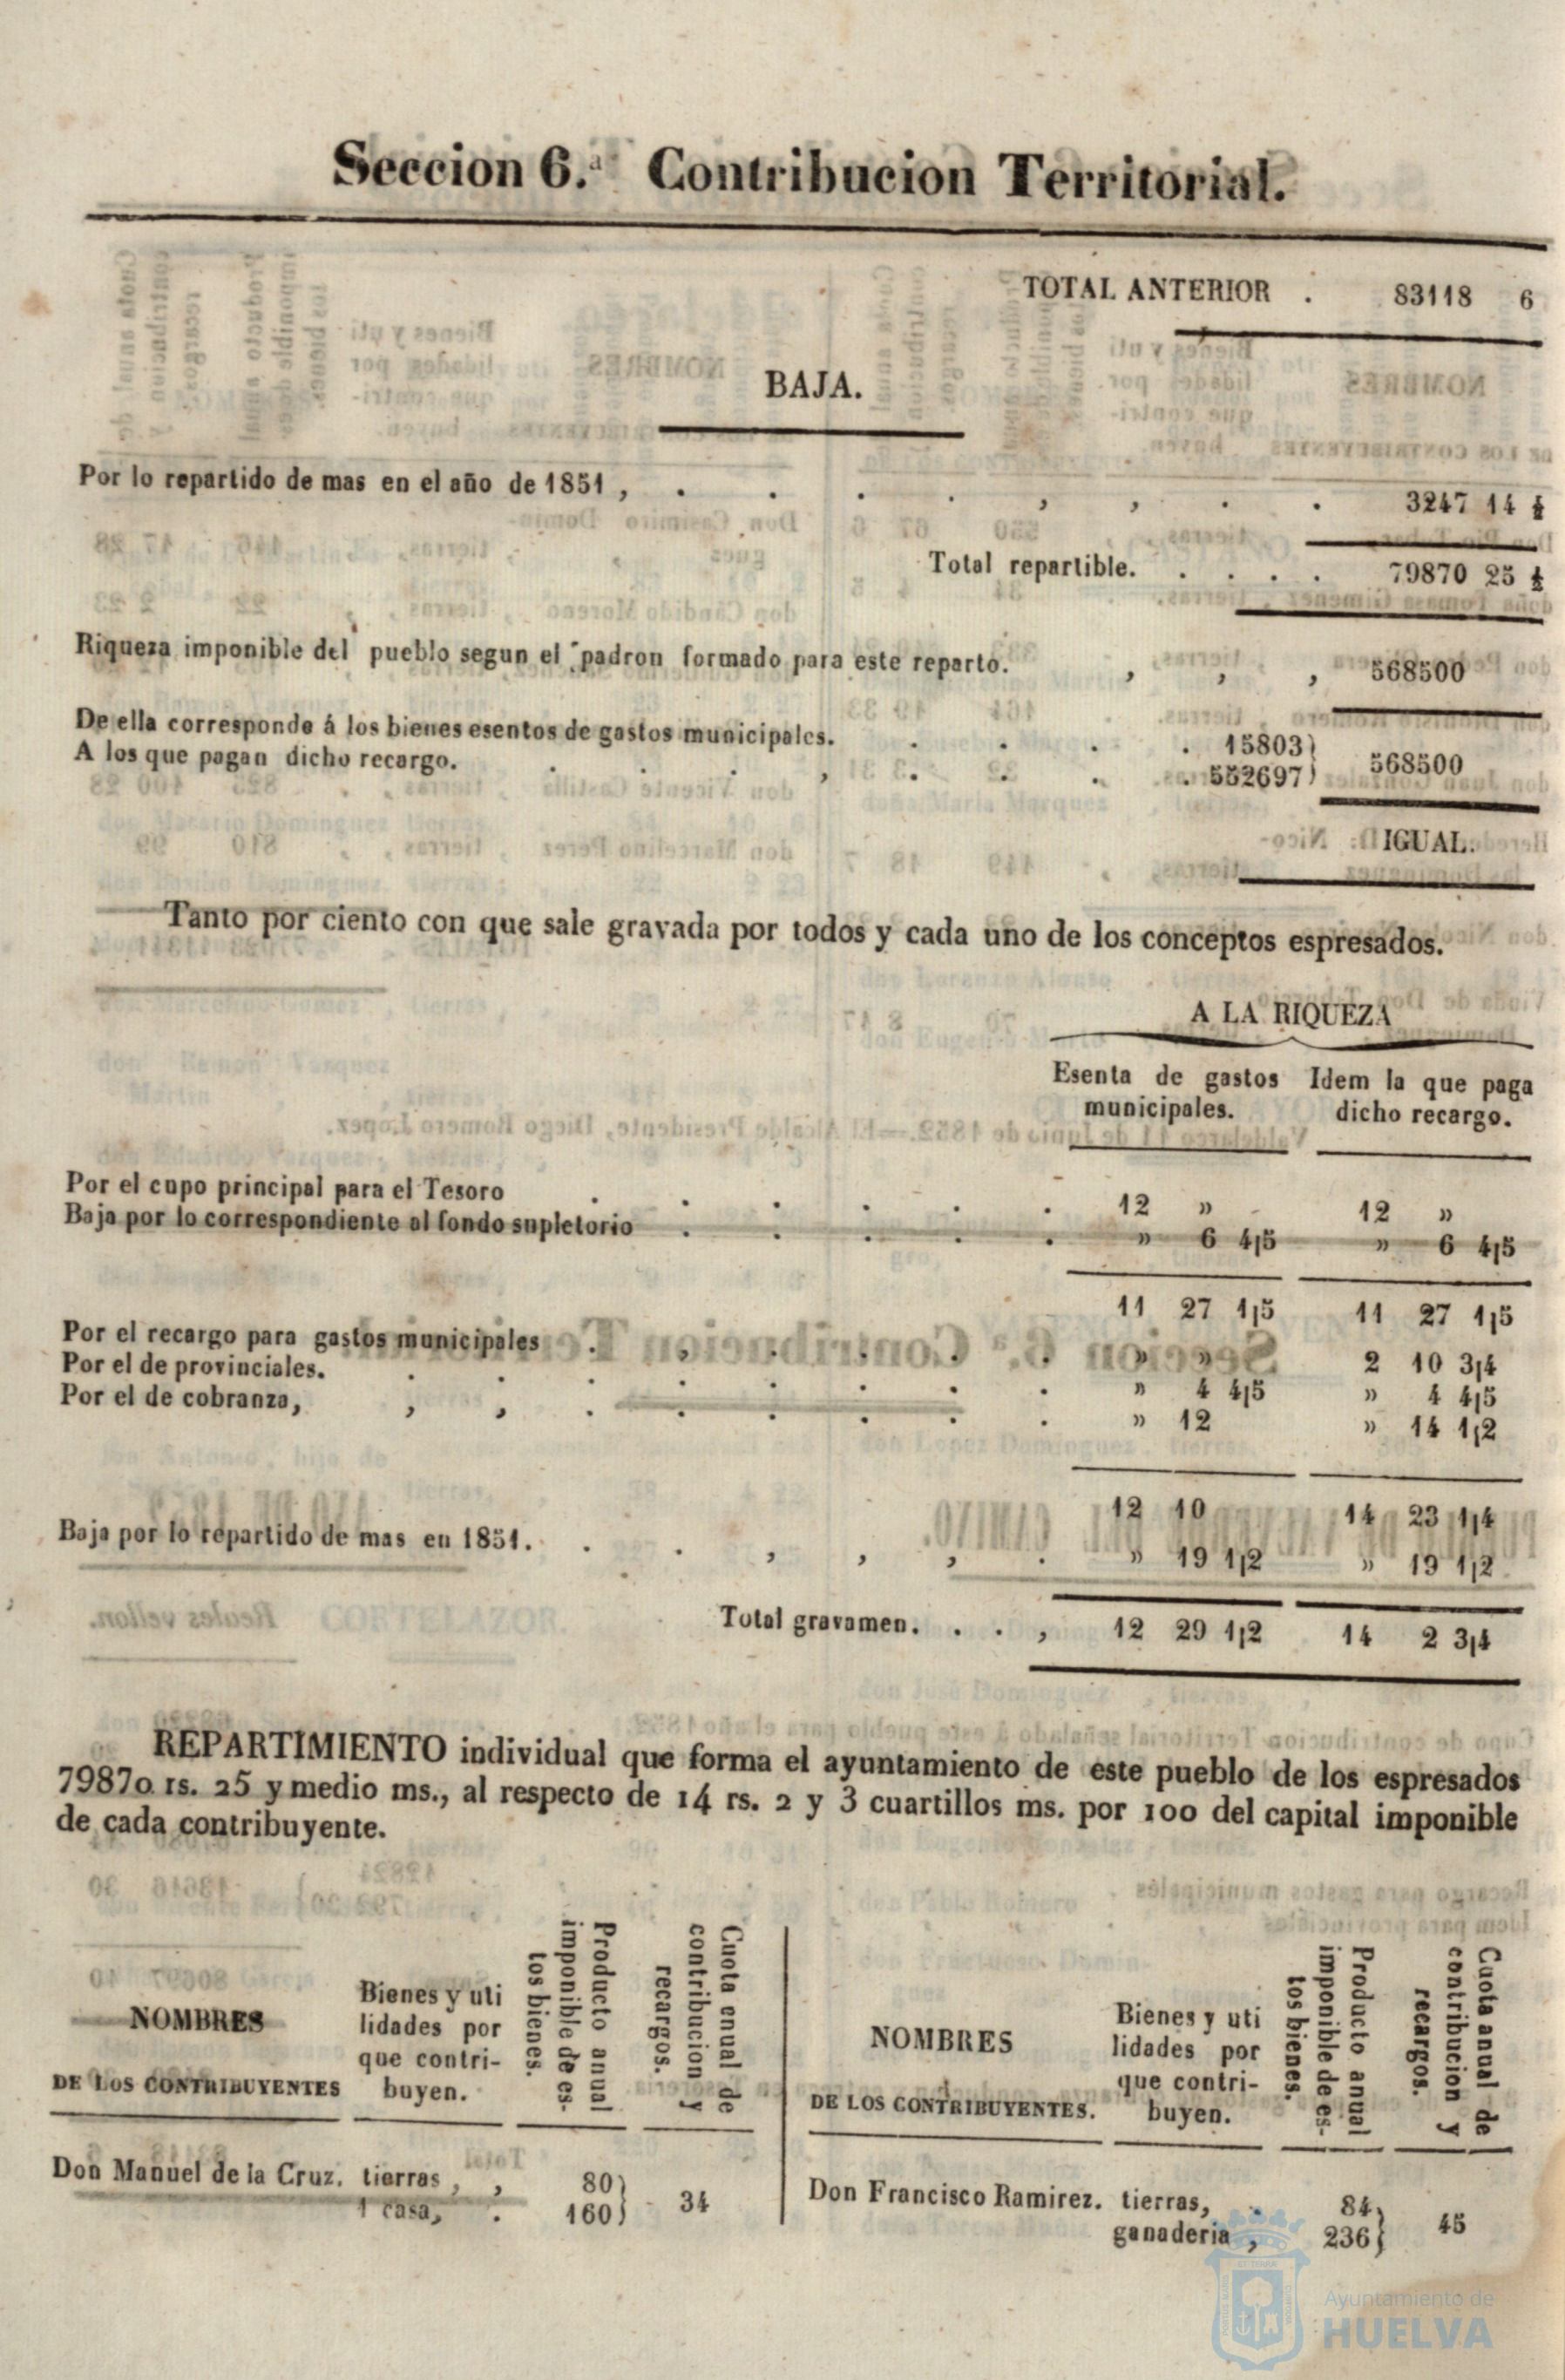 Seccion 6.ª Contribucion Territorial.
TOTAL ANTERIOR . 83118 6
BAJA.
Por lo repartido de mas en el año de 1851 , . . . . , , . . 3247 14 ½
Total repartible. . . . . 79870 25 ½
Riqueza imponible del pueblo segun el padron formado para este reparto. , , , 568500
De ella corresponde á los bienes esentos de gastos municipales. . . . . 15803)
A los que pagan dicho recargo. . . . , . . . . 552697) 568500
IGUAL.
Tanto por ciento con que sale gravada por todos y cada uno de los conceptos espresados.
A LA RIQUEZA
Esenta de gastos municipales.
Idem la que paga dicho recargo.
Por el cupo principal para el Tesoro . . . . . . 12 » 12 »
Baja por lo correspondiente al fondo supletorio . . . . . » 6 4,5 » 6 4,5
11 27 1,5 11 27 1,5
Por el recargo para gastos municipales . , . . . . » » 2 10 3,4
Por el de provinciales. . . . . . . . . » 4 4,5 » 4 4,5
Por el de cobranza, , , . . . . . . » 12 » 14 1,2
12 10 14 23 1,4
Baja por lo repartido de mas en 1851. . . , , , . » 19 1,2 » 19 1,2
Total gravamen. . . , 12 29 1,2 14 2 3,4
REPARTIMIENTO individual que forma el ayuntamiento de este pueblo de los espresados
79870 rs. 25 y medio ms., al respecto de 14 rs. 2 y 3 cuartillos ms. por 100 del capital imponible
de cada contribuyente.
NOMBRES
DE LOS CONTRIBUYENTES
Bienes y uti
lidades por
que contri-
buyen.
Producto anual
imponible de es-
tos bienes.
Cuota anual de
contribucion y
recargos.
Don Manuel de la Cruz. tierras , , 80)
1 casa, . 160) 34
NOMBRES
DE LOS CONTRIBUYENTES.
Bienes y uti
lidades por
que contri-
buyen.
Producto anual
imponible de es-
tos bienes.
Cuota anual de
contribucion y
recargos.
Don Francisco Ramirez. tierras, . 84)
ganaderia , 236) 45
Ayuntamiento de
HUELVA